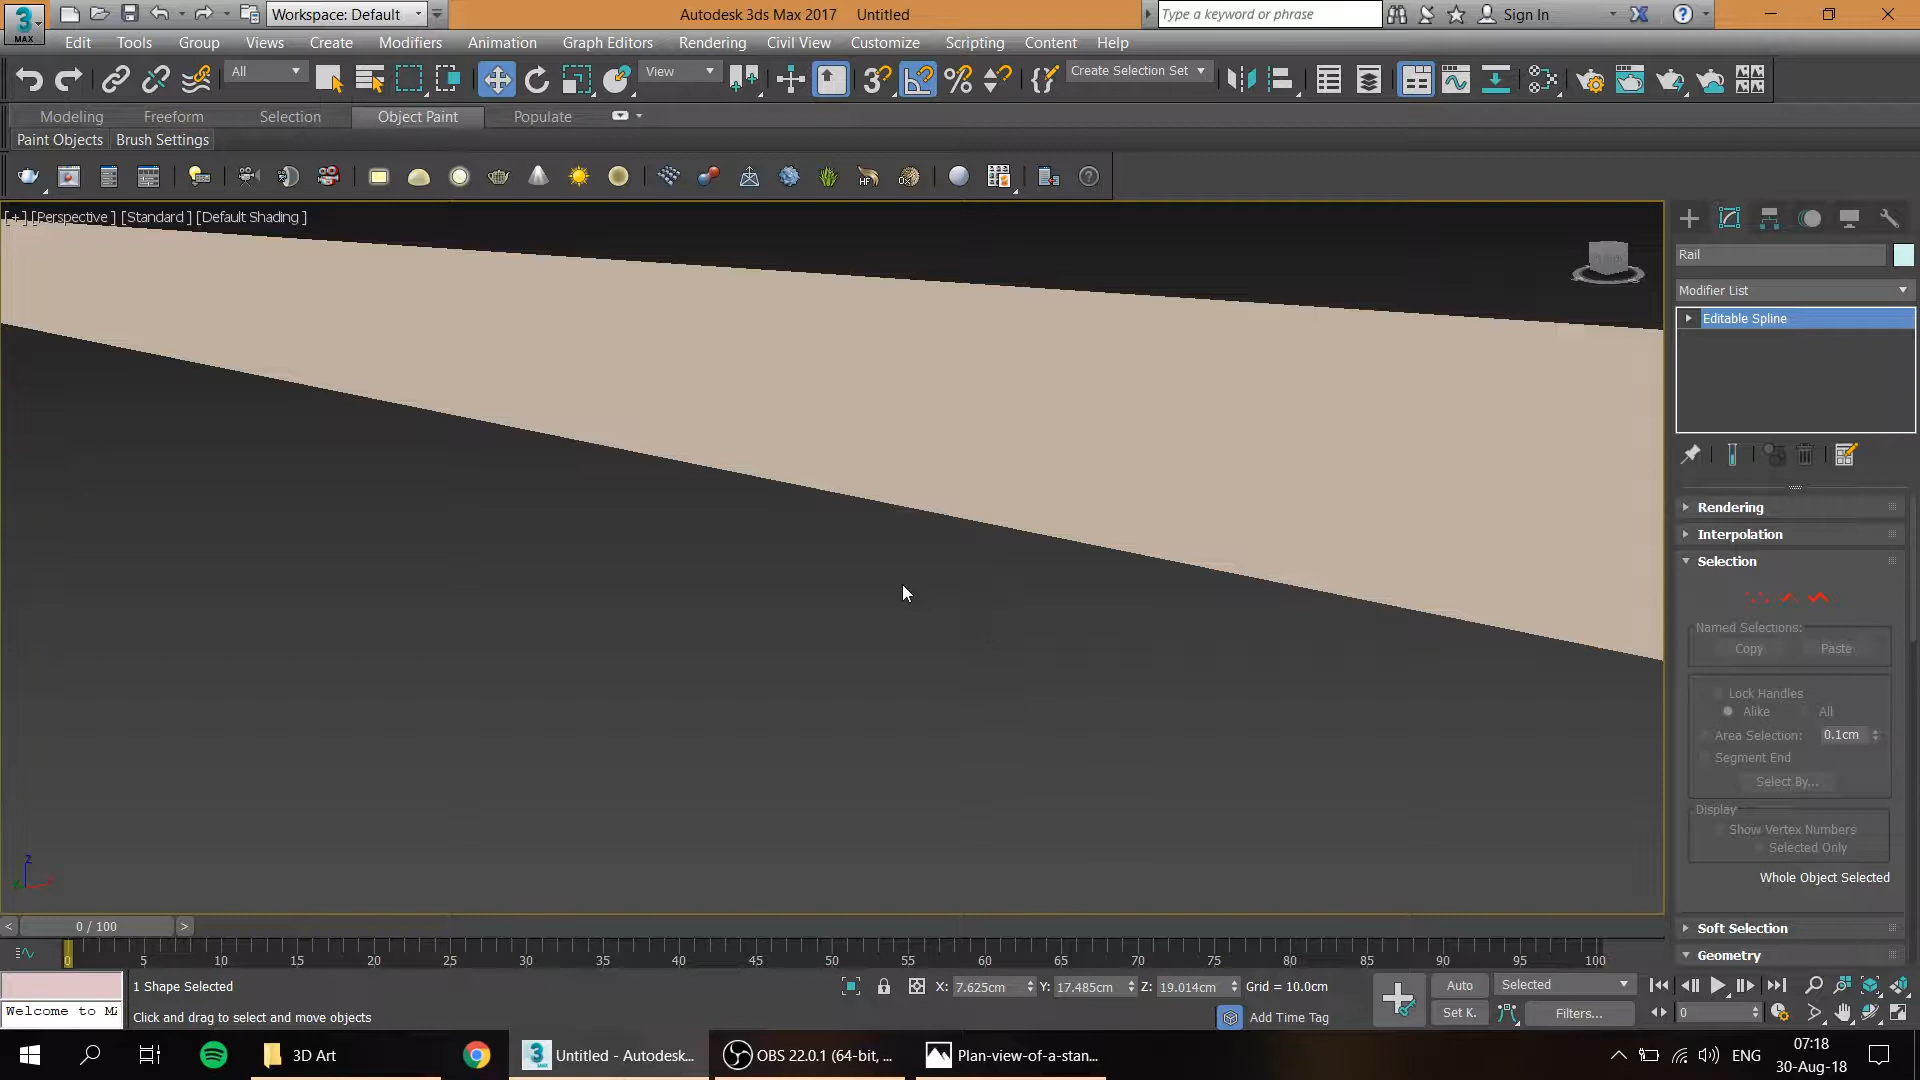 MAX
Workspace: Default
Autodesk 3ds Max 2017 Untitled
Type a keyword or phrase
Sign In
Edit Tools Group Views Create Modifiers Animation Graph Editors Rendering Civil View Customize Scripting Content Help
All
View
3
Create Selection Set
Modeling Freeform Selection Object Paint Populate
Paint Objects Brush Settings
HF
[+] [Perspective ] [Standard ] [Default Shading ]
Rail
Modifier List
Editable Spline
Rendering
Interpolation
Selection
Named Selections:
Copy Paste
Lock Handles
Alike All
Area Selection: 0.1cm
Segment End
Select By...
Display
Show Vertex Numbers
Selected Only
Whole Object Selected
Soft Selection
Geometry
z
< 0 / 100 >
0 5 10 15 20 25 30 35 40 45 50 55 60 65 70 75 80 85 90 95 100
1 Shape Selected
X: 7.625cm Y: 17.485cm Z: 19.014cm Grid = 10.0cm
Auto Selected
Welcome to MA
Click and drag to select and move objects
Add Time Tag
Set K. Filters... 0
3D Art
Untitled - Autodesk...
OBS 22.0.1 (64-bit, ...
Plan-view-of-a-stan...
ENG
07:18
30-Aug-18